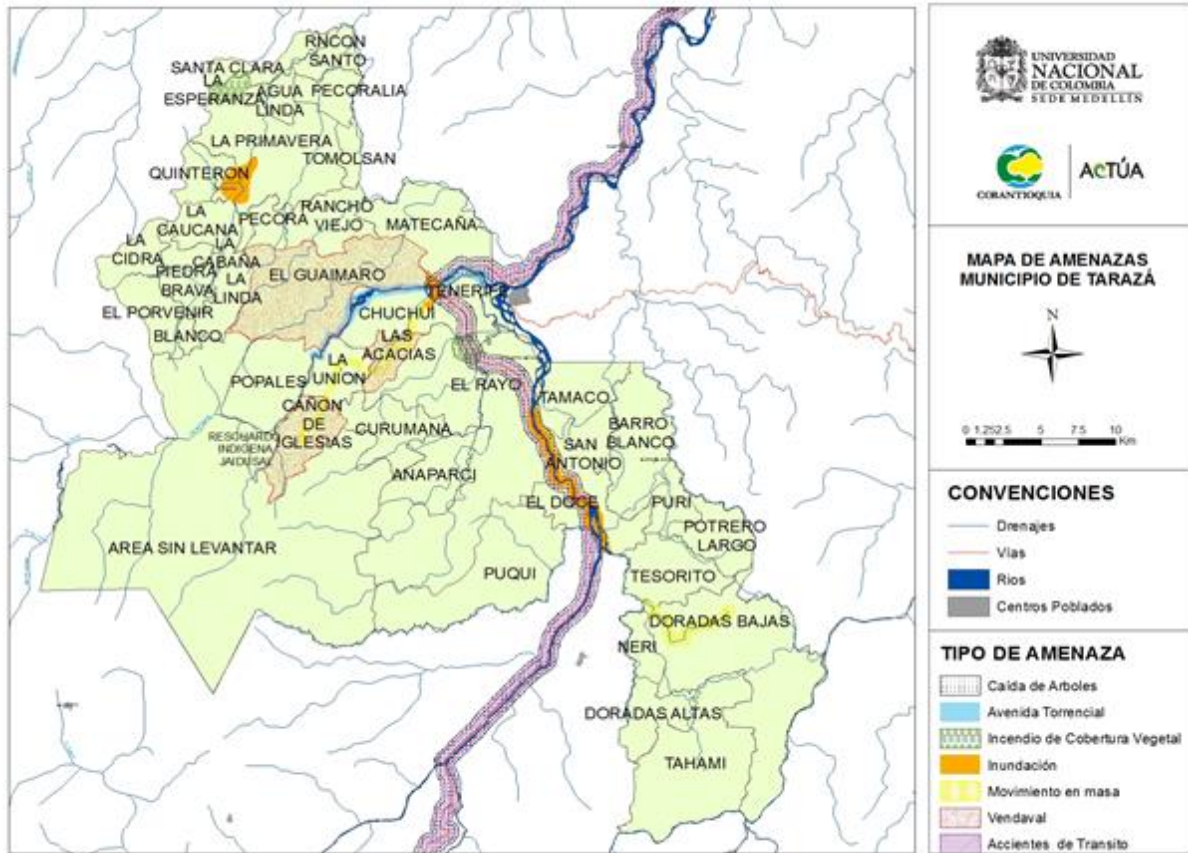 RNCON
SANTO
SANTA CLARA
LA
ESPERANZA
AGUA
LINDA
PECORALIA
LA PRIMAVERA
TOMOLSAN
QUINTERON
LA
CAUCANA
PECORA
RANCHO
VIEJO
MATECAÑA
LA
CIDRA
LA
CABAÑA
PIEDRA
BRAVA
LA
LINDA
EL GUAIMARO
TENERIFE
EL PORVENIR
CHUCHUI
BLANCO
LAS
ACACIAS
LA
UNION
POPALES
EL RAYO
TAMACO
CAÑON
DE
IGLESIAS
CURUMANA
BARRO
BLANCO
SAN
ANTONIO
RESGUARDO
INDIGENA
ANAPARCI
EL DOCE
PURI
POTRERO
LARGO
AREA SIN LEVANTAR
PUQUI
TESORITO
DORADAS BAJAS
NERI
DORADAS ALTAS
TAHAMI
UNIVERSIDAD
NACIONAL
DE COLOMBIA
SEDE MEDELLÍN
CORANTIOQUIA
ACTÚA
MAPA DE AMENAZAS
MUNICIPIO DE TARAZÁ
N
0 1.252.5 5 7.5 10
Km
CONVENCIONES
Drenajes
Vías
Rios
Centros Poblados
TIPO DE AMENAZA
Caída de Arboles
Avenida Torrencial
Incendio de Cobertura Vegetal
Inundación
Movimiento en masa
Vendaval
Accientes de Transito